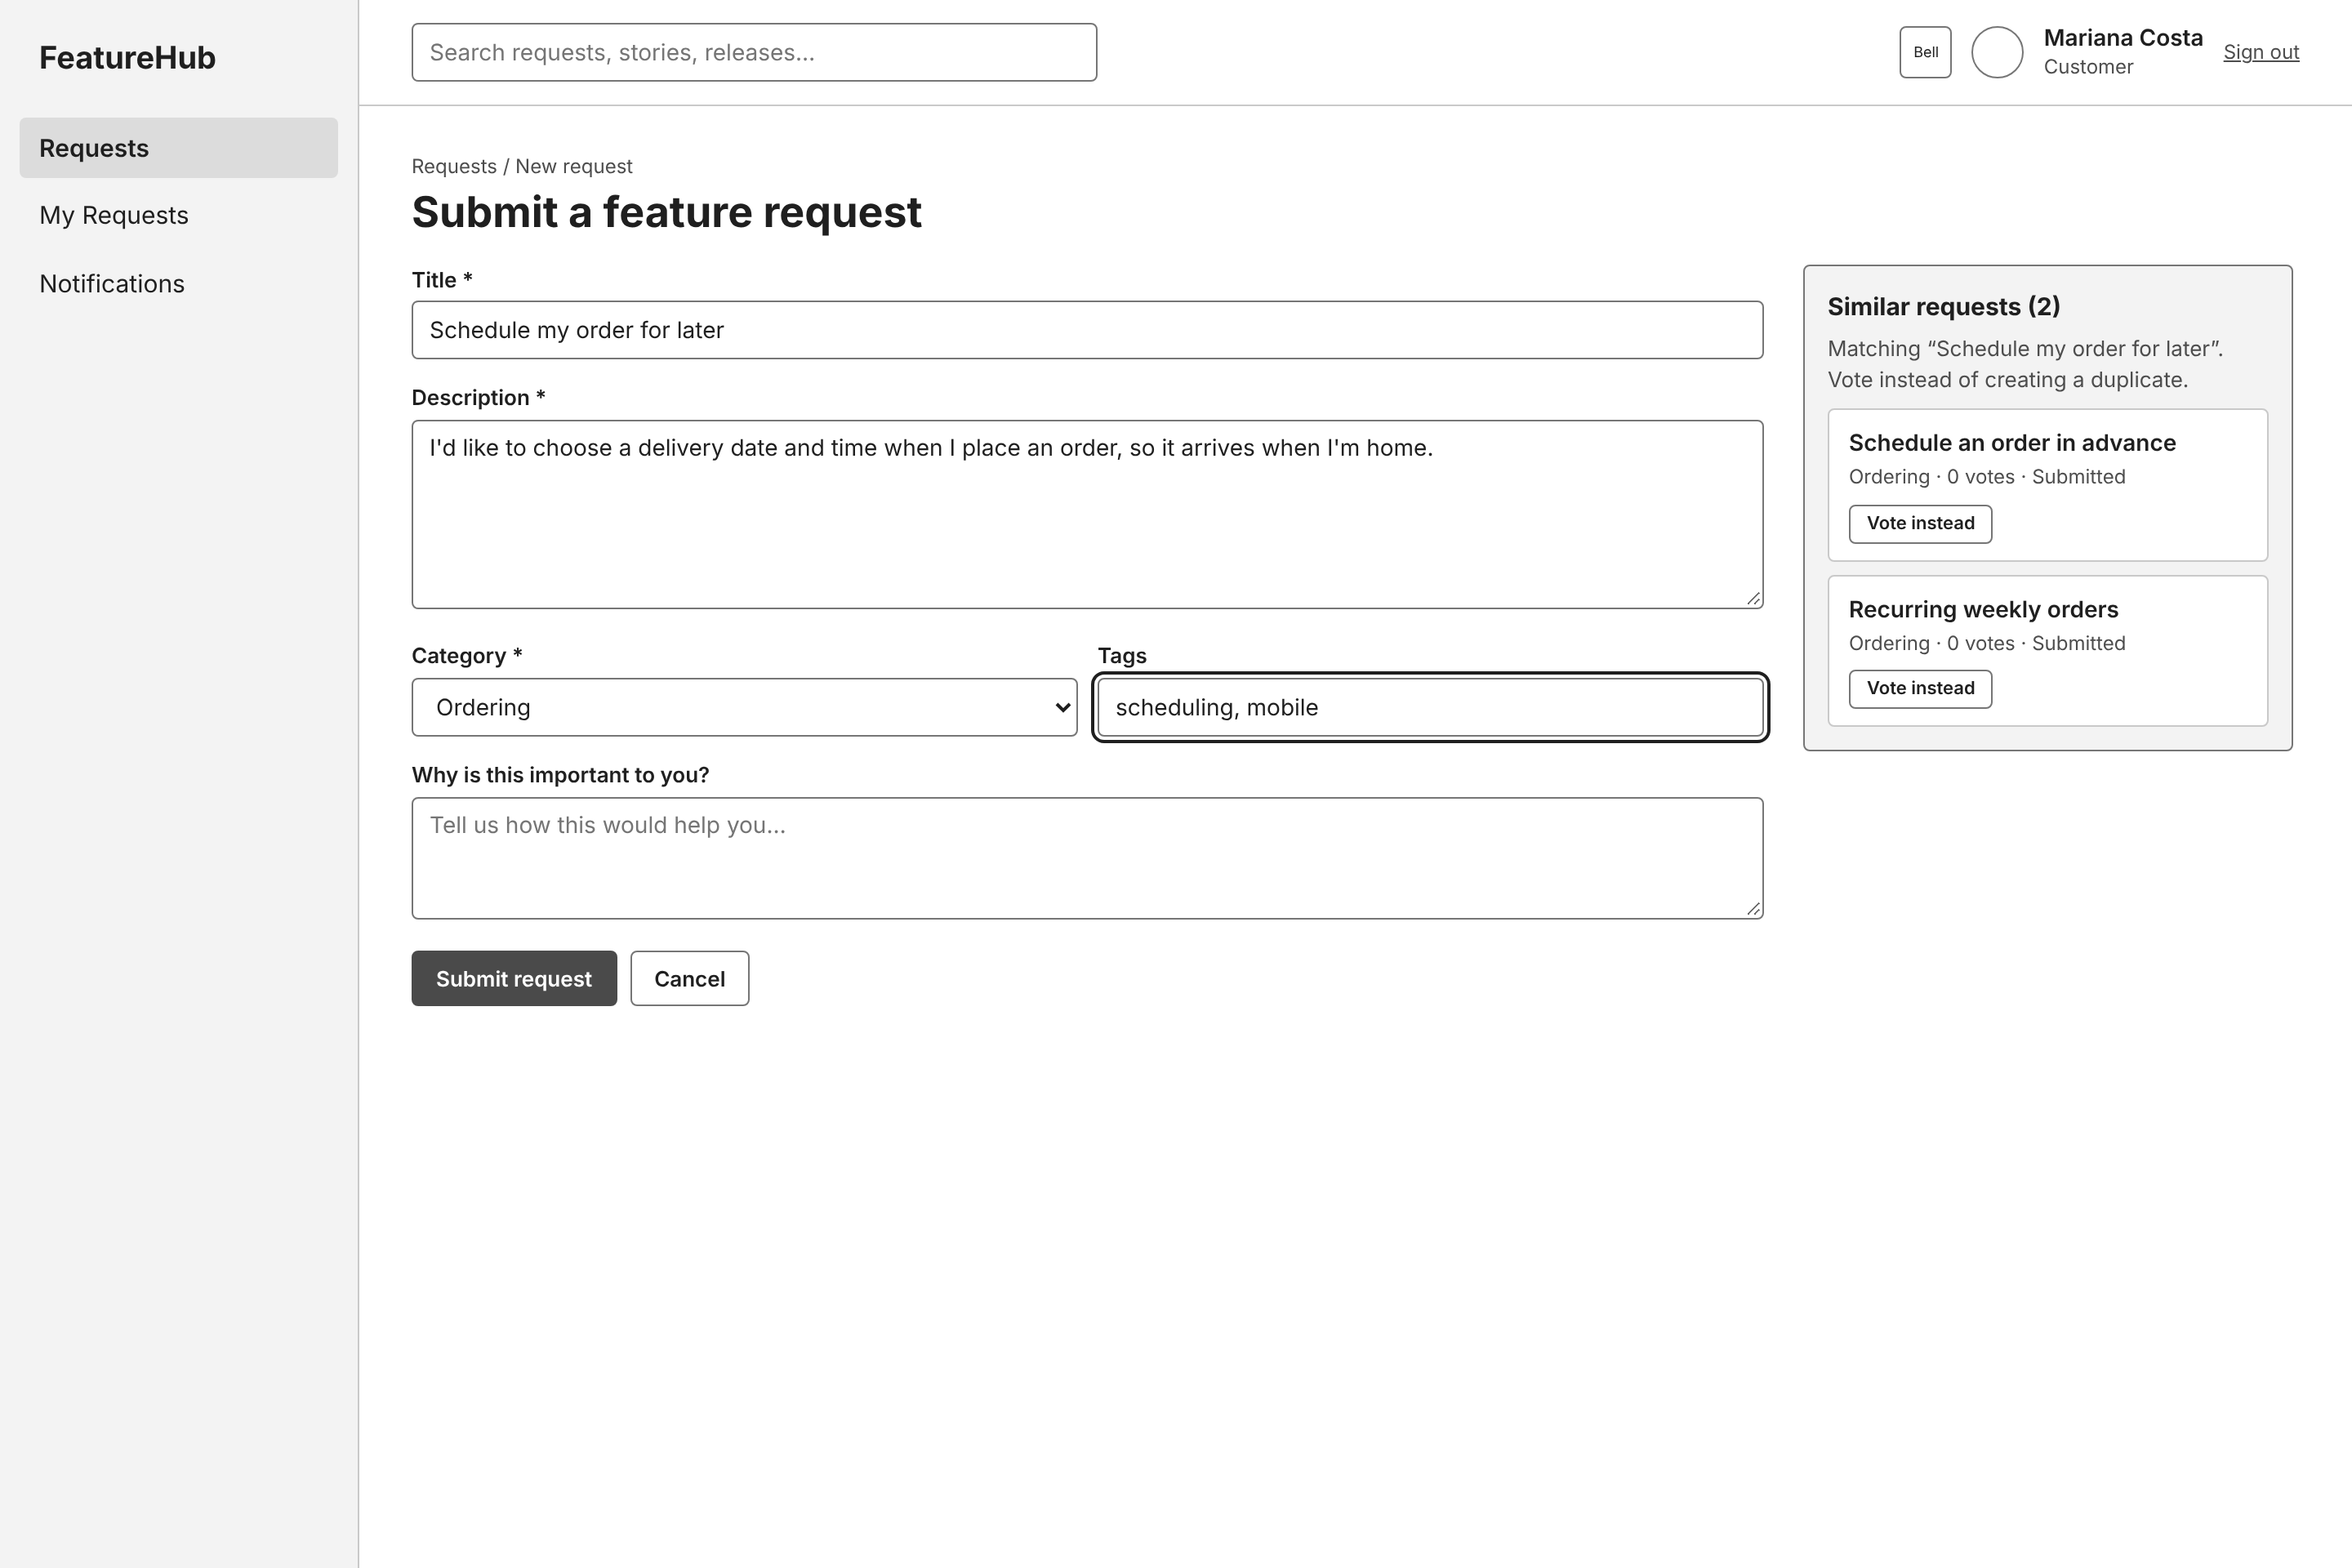 FeatureHub
Requests
My Requests
Notifications
Search requests, stories, releases...
Bell
Mariana Costa
Customer
Sign out
Requests / New request
Submit a feature request
Title *
Schedule my order for later
Description *
I'd like to choose a delivery date and time when I place an order, so it arrives when I'm home.
Category *
Ordering
Tags
scheduling, mobile
Why is this important to you?
Tell us how this would help you...
Submit request
Cancel
Similar requests (2)
Matching “Schedule my order for later”.
Vote instead of creating a duplicate.
Schedule an order in advance
Ordering · 0 votes · Submitted
Vote instead
Recurring weekly orders
Ordering · 0 votes · Submitted
Vote instead